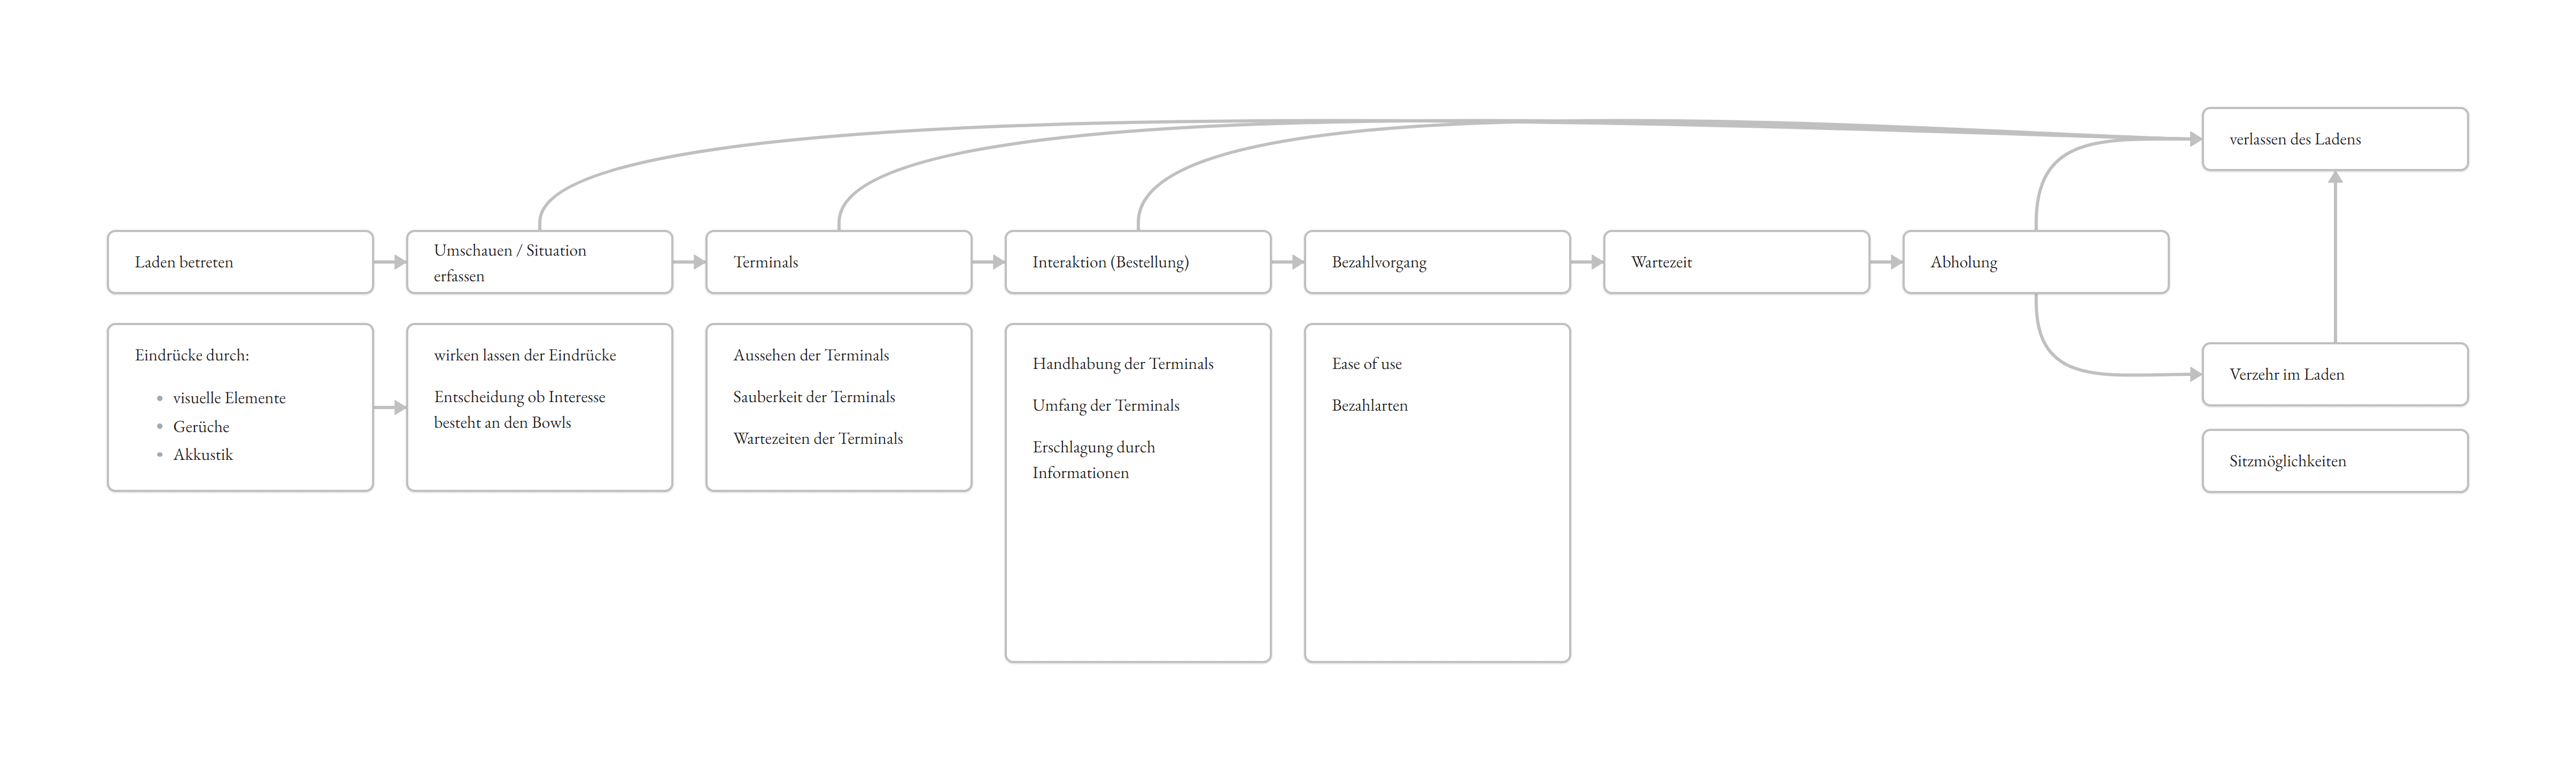 verlassen des Ladens
Laden betreten
Umschauen / Situation
erfassen
Terminals
Interaktion (Bestellung)
Bezahlvorgang
Wartezeit
Abholung
Eindrücke durch:
visuelle Elemente
Gerüche
Akkustik
wirken lassen der Eindrücke
Entscheidung ob Interesse
besteht an den Bowls
Aussehen der Terminals
Sauberkeit der Terminals
Wartezeiten der Terminals
Handhabung der Terminals
Umfang der Terminals
Erschlagung durch
Informationen
Ease of use
Bezahlarten
Verzehr im Laden
Sitzmöglichkeiten